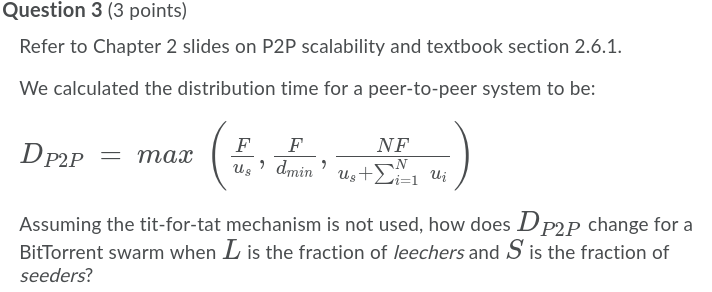 Question 3 (3 points)
Refer to Chapter 2 slides on P2P scalability and textbook section 2.6.1.
We calculated the distribution time for a peer-to-peer system to be:
D_{P2P} = max ( \frac{F}{u_s}, \frac{F}{d_{min}}, \frac{NF}{u_s + \sum_{i=1}^{N} u_i} )
Assuming the tit-for-tat mechanism is not used, how does D_{P2P} change for a
BitTorrent swarm when L is the fraction of leechers and S is the fraction of
seeders?